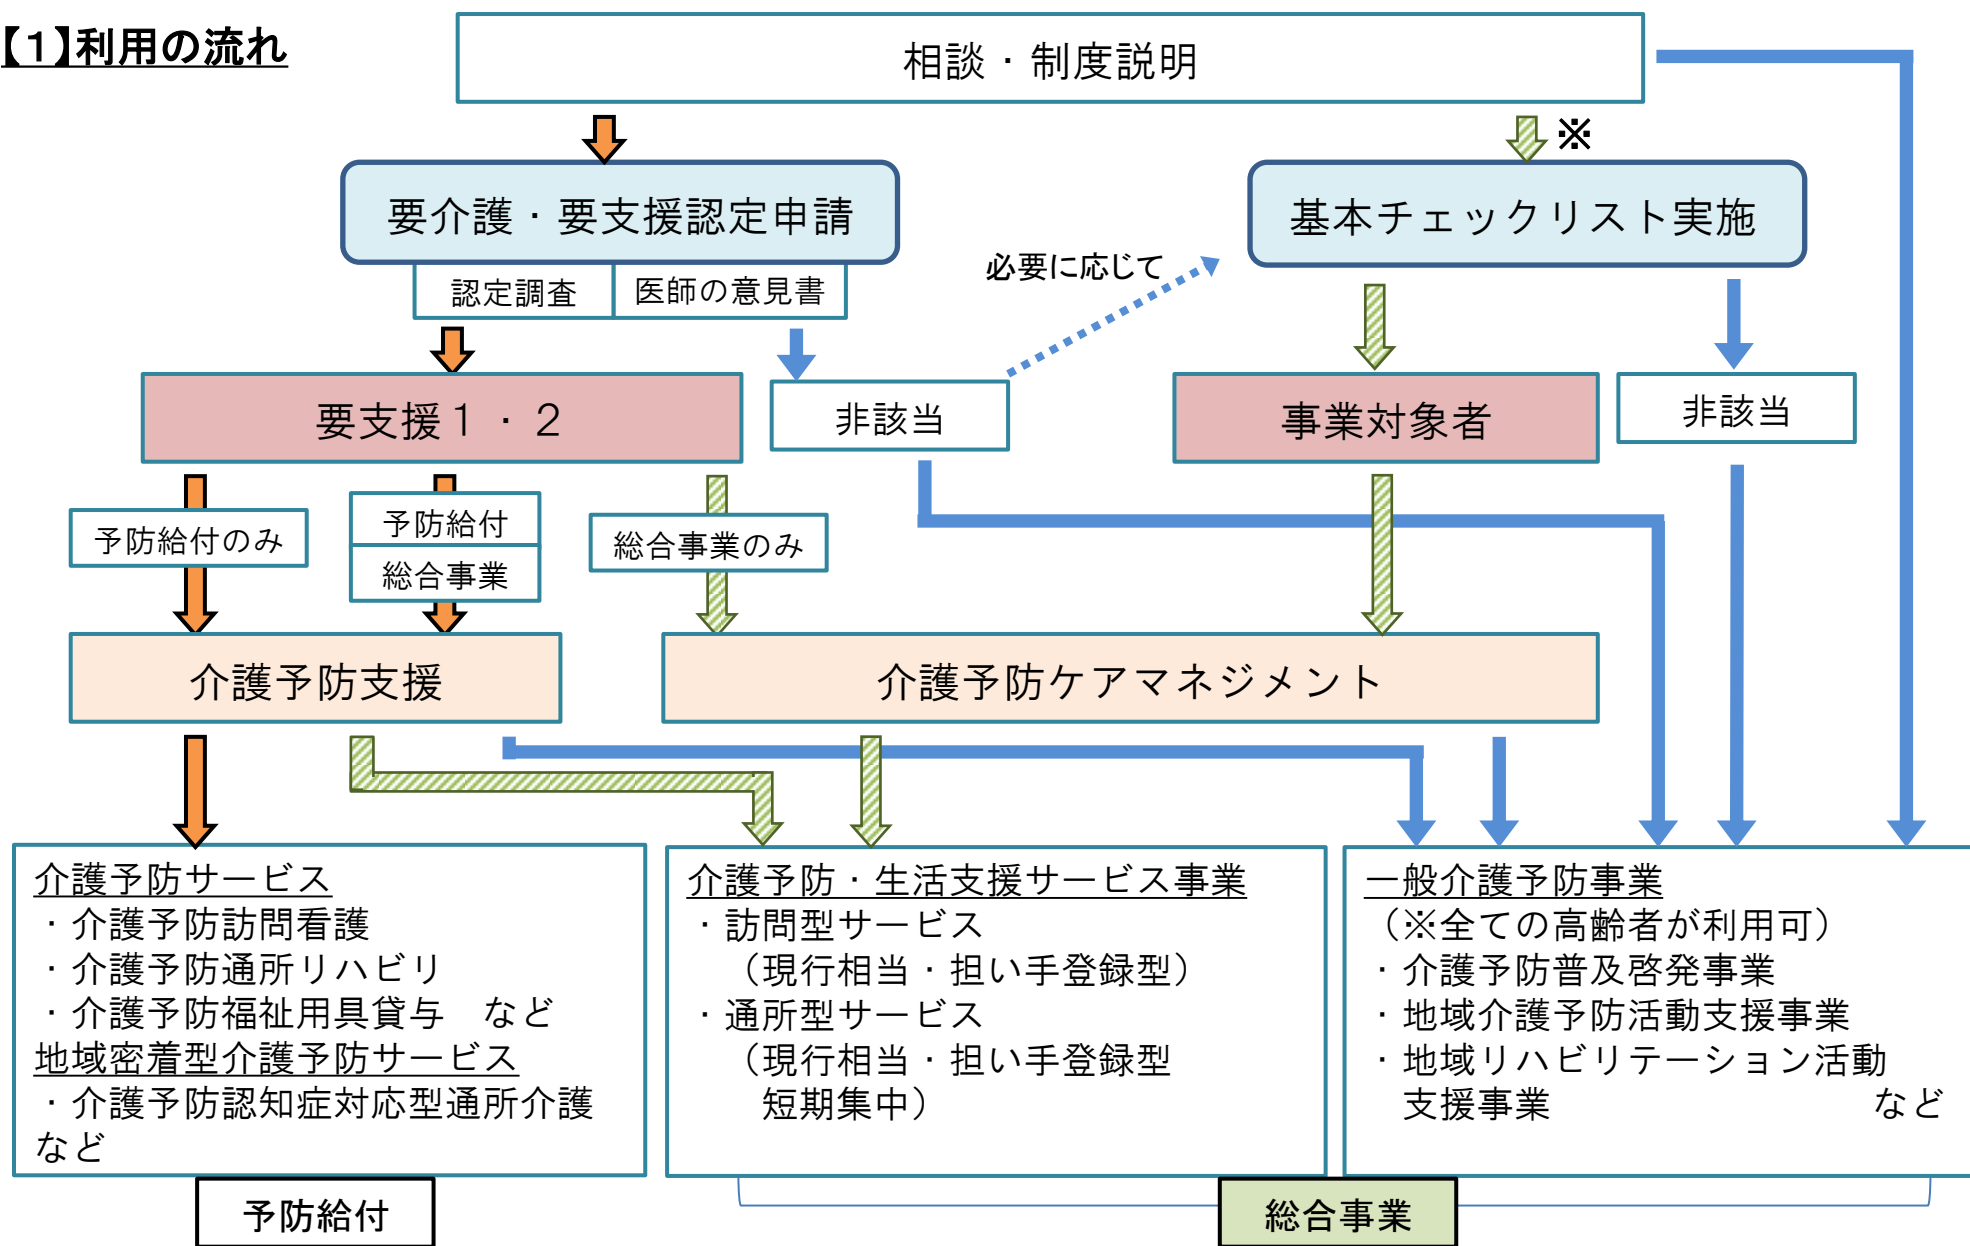 【１】利用の流れ
相談・制度説明
※
要介護・要支援認定申請
基本チェックリスト実施
認定調査
医師の意見書
必要に応じて
要支援１・２
非該当
事業対象者
非該当
予防給付のみ
予防給付
総合事業
総合事業のみ
介護予防支援
介護予防ケアマネジメント
介護予防サービス
・介護予防訪問看護
・介護予防通所リハビリ
・介護予防福祉用具貸与　など
地域密着型介護予防サービス
・介護予防認知症対応型通所介護
など
介護予防・生活支援サービス事業
・訪問型サービス
（現行相当・担い手登録型）
・通所型サービス
（現行相当・担い手登録型
短期集中）
一般介護予防事業
（※全ての高齢者が利用可）
・介護予防普及啓発事業
・地域介護予防活動支援事業
・地域リハビリテーション活動
支援事業　　　　　　　　など
予防給付
総合事業